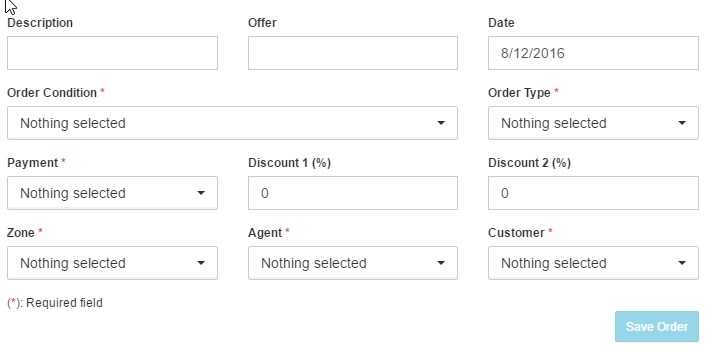 Description Offer Date
8/12/2016
Order Condition * Order Type *
Nothing selected Nothing selected
Payment * Discount 1 (%) Discount 2 (%)
Nothing selected 0 0
Zone * Agent * Customer *
Nothing selected Nothing selected Nothing selected
(*): Required field
Save Order